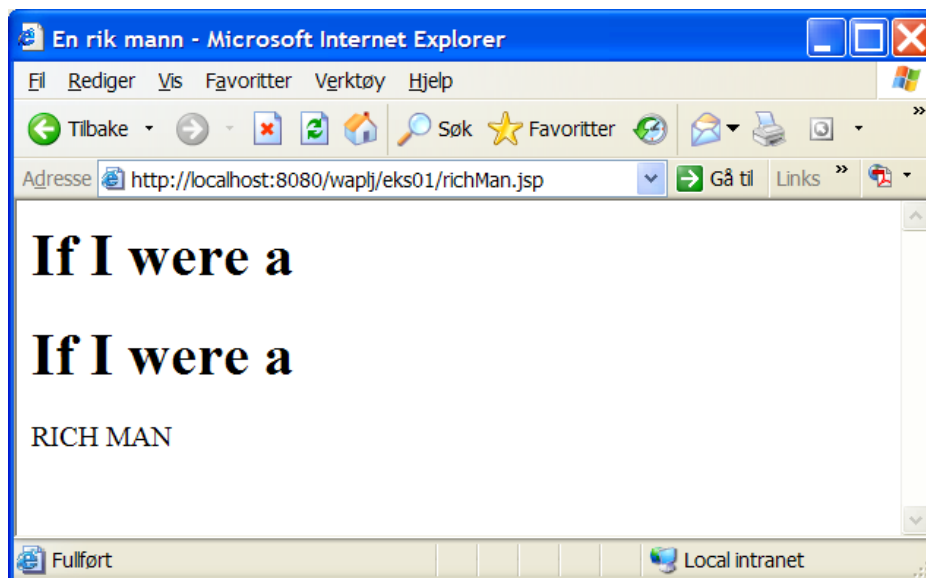 En rik mann - Microsoft Internet Explorer
Fil Rediger Vis Favoritter Verktøy Hjelp
Tilbake Søk Favoritter »
Adresse http://localhost:8080/waplj/eks01/richMan.jsp Gå til Links »
If I were a
If I were a
RICH MAN
Fullført Local intranet